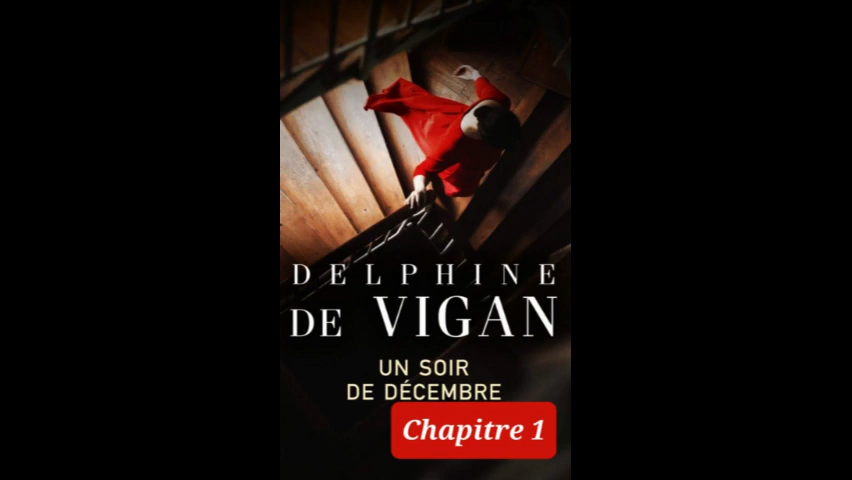 DELPHINE
DE VIGAN
UN SOIR
DE DÉCEMBRE
Chapitre 1